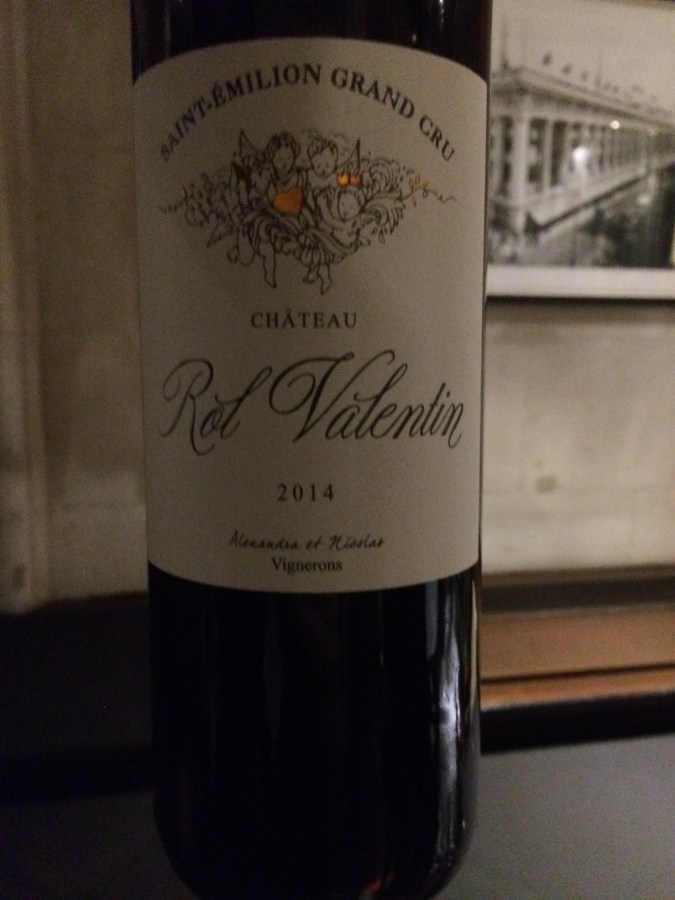 SAINT-ÉMILION GRAND CRU
CHÂTEAU
Rol Valentin
2014
Alexandra et Nicolas
Vignerons